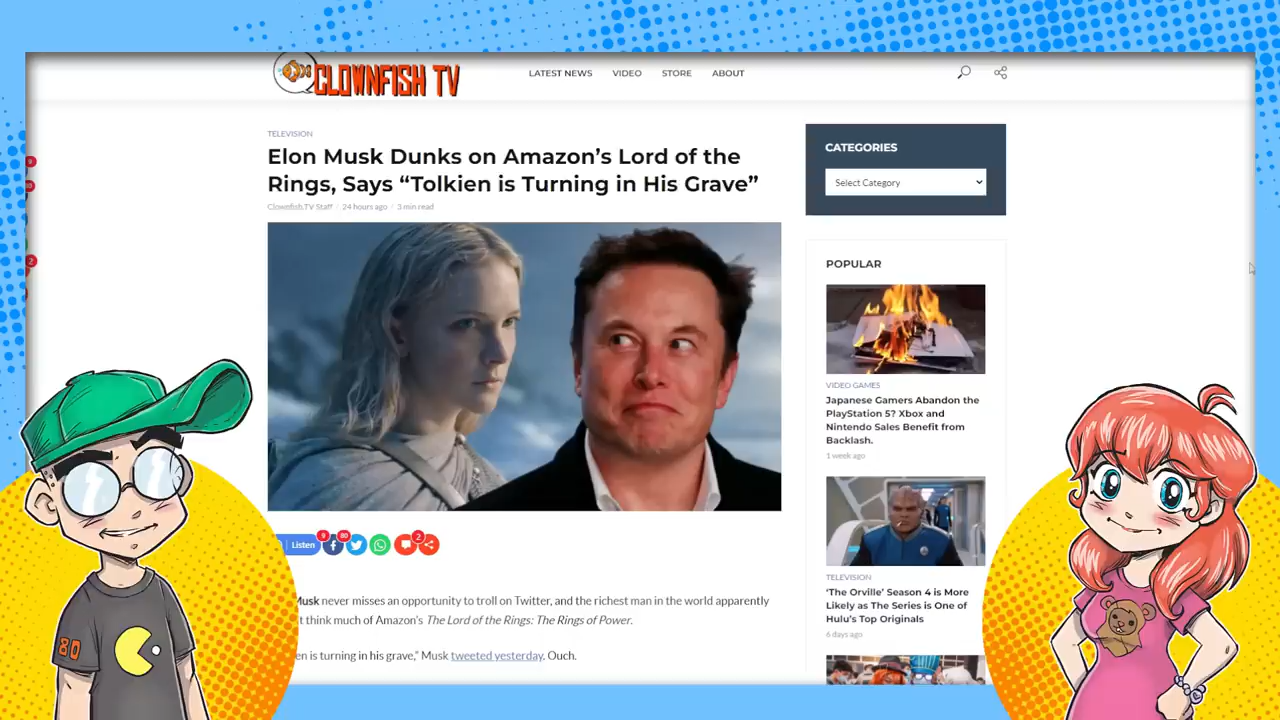 CLOWNFISH TV
LATEST NEWS
VIDEO
STORE
ABOUT
TELEVISION
Elon Musk Dunks on Amazon’s Lord of the
Rings, Says “Tolkien is Turning in His Grave”
Clownfish.TV Staff / 24 hours ago / 3 min read
9
80
2
Listen
Musk never misses an opportunity to troll on Twitter, and the richest man in the world apparently
t think much of Amazon’s The Lord of the Rings: The Rings of Power.
en is turning in his grave,” Musk tweeted yesterday. Ouch.
CATEGORIES
Select Category
POPULAR
VIDEO GAMES
Japanese Gamers Abandon the
PlayStation 5? Xbox and
Nintendo Sales Benefit from
Backlash.
1 week ago
TELEVISION
‘The Orville’ Season 4 is More
Likely as The Series is One of
Hulu’s Top Originals
6 days ago
9
2
80